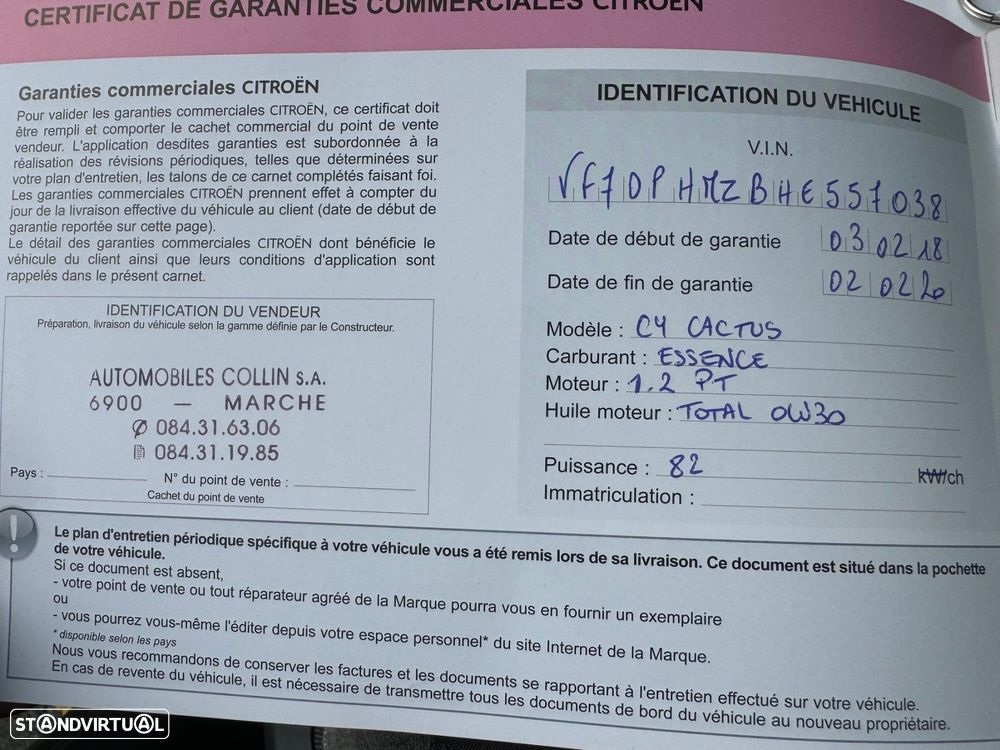 CERTIFICAT DE GARANTIES COMMERCIALES CITROËN
Garanties commerciales CITROËN
Pour valider les garanties commerciales CITROËN, ce certificat doit
être rempli et comporter le cachet commercial du point de vente
vendeur. L'application desdites garanties est subordonnée à la
réalisation des révisions périodiques, telles que déterminées sur
votre plan d'entretien, les talons de ce carnet complétés faisant foi.
Les garanties commerciales CITROËN prennent effet à compter du
jour de la livraison effective du véhicule au client (date de début de
garantie reportée sur cette page).
Le détail des garanties commerciales CITROËN dont bénéficie le
véhicule du client ainsi que leurs conditions d'application sont
rappelés dans le présent carnet.
IDENTIFICATION DU VENDEUR
Préparation, livraison du véhicule selon la gamme définie par le Constructeur.
AUTOMOBILES COLLIN S.A.
6900 — MARCHE
084.31.63.06
084.31.19.85
Pays :
N° du point de vente :
Cachet du point de vente
IDENTIFICATION DU VEHICULE
V.I.N.
VF70PHMZBHE557038
Date de début de garantie 03 02 18
Date de fin de garantie 02 02 20
Modèle : C4 CACTUS
Carburant : ESSENCE
Moteur : 1.2 PT
Huile moteur : TOTAL 0W30
Puissance : 82 kW/ch
Immatriculation :
Le plan d'entretien périodique spécifique à votre véhicule vous a été remis lors de sa livraison. Ce document est situé dans la pochette
de votre véhicule.
Si ce document est absent,
- votre point de vente ou tout réparateur agréé de la Marque pourra vous en fournir un exemplaire
ou
- vous pourrez vous-même l'éditer depuis votre espace personnel* du site Internet de la Marque.
* disponible selon les pays
Nous vous recommandons de conserver les factures et les documents se rapportant à l'entretien effectué sur votre véhicule.
En cas de revente du véhicule, il est nécessaire de transmettre tous les documents de bord du véhicule au nouveau propriétaire.
STANDVIRTUAL